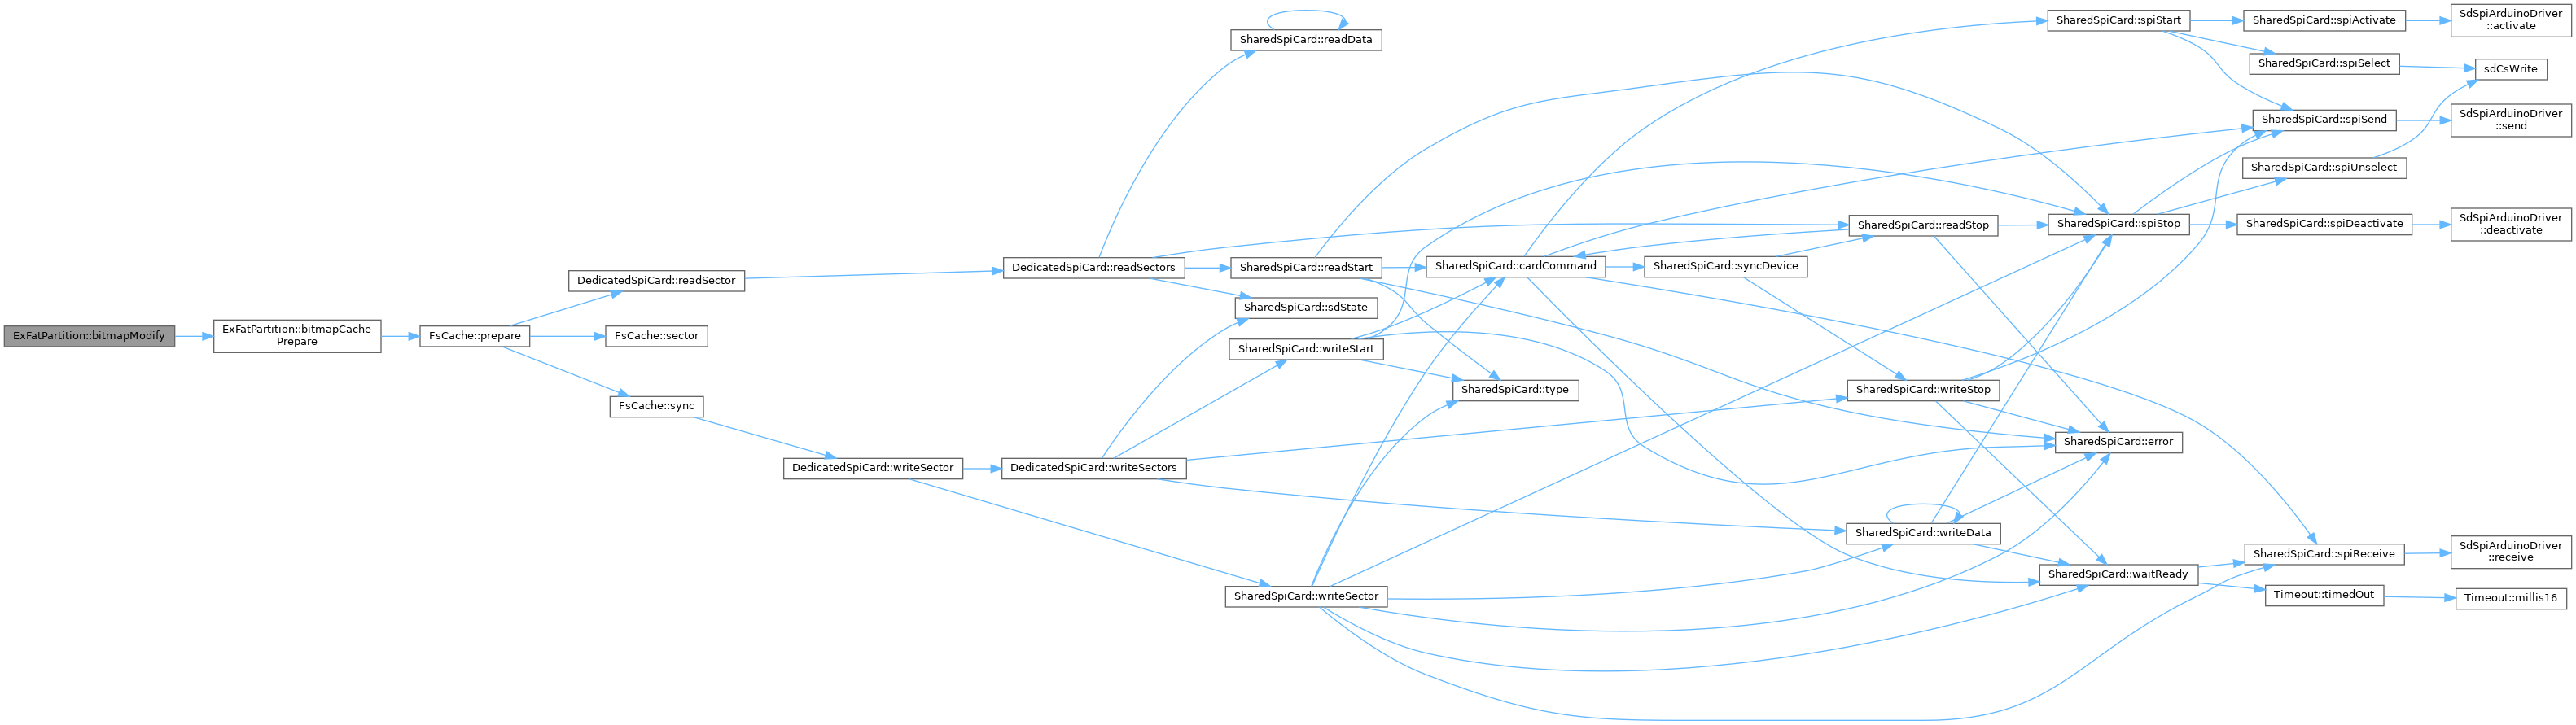 ExFatPartition::bitmapModify
ExFatPartition::bitmapCache
Prepare
FsCache::prepare
DedicatedSpiCard::readSector
FsCache::sector
FsCache::sync
DedicatedSpiCard::writeSector
DedicatedSpiCard::readSectors
DedicatedSpiCard::writeSectors
SharedSpiCard::readData
SharedSpiCard::readStart
SharedSpiCard::sdState
SharedSpiCard::writeStart
SharedSpiCard::writeSector
SharedSpiCard::cardCommand
SharedSpiCard::type
SharedSpiCard::syncDevice
SharedSpiCard::readStop
SharedSpiCard::writeStop
SharedSpiCard::writeData
SharedSpiCard::spiStart
SharedSpiCard::spiStop
SharedSpiCard::error
SharedSpiCard::waitReady
SharedSpiCard::spiActivate
SharedSpiCard::spiSelect
SharedSpiCard::spiSend
SharedSpiCard::spiUnselect
SharedSpiCard::spiDeactivate
SharedSpiCard::spiReceive
Timeout::timedOut
SdSpiArduinoDriver
::activate
sdCsWrite
SdSpiArduinoDriver
::send
SdSpiArduinoDriver
::deactivate
SdSpiArduinoDriver
::receive
Timeout::millis16